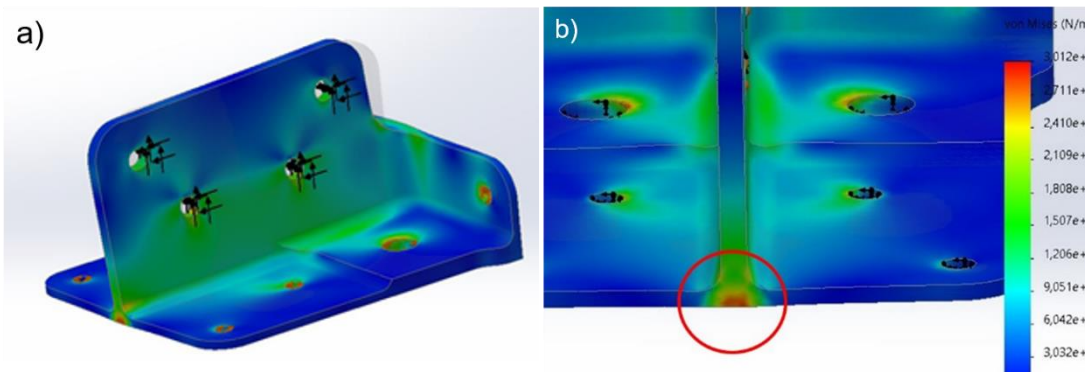 a)
b)
von Mises (N/m
3,012e+
2,711e+
2,410e+
2,109e+
1,808e+
1,507e+
1,206e+
9,051e+
6,042e+
3,032e+